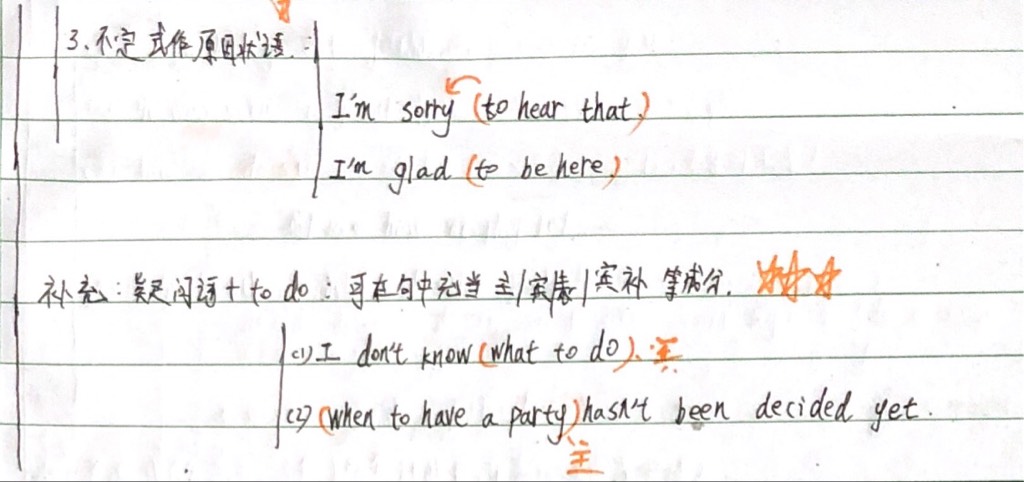 3、不定式作原因状语:
I'm sorry (to hear that.)
I'm glad (to be here.)
补充:疑问词+ to do:可在句中充当 主/宾/表/宾补 等成分.
(1) I don't know (what to do). 宾
(2) (when to have a party) hasn't been decided yet.
主